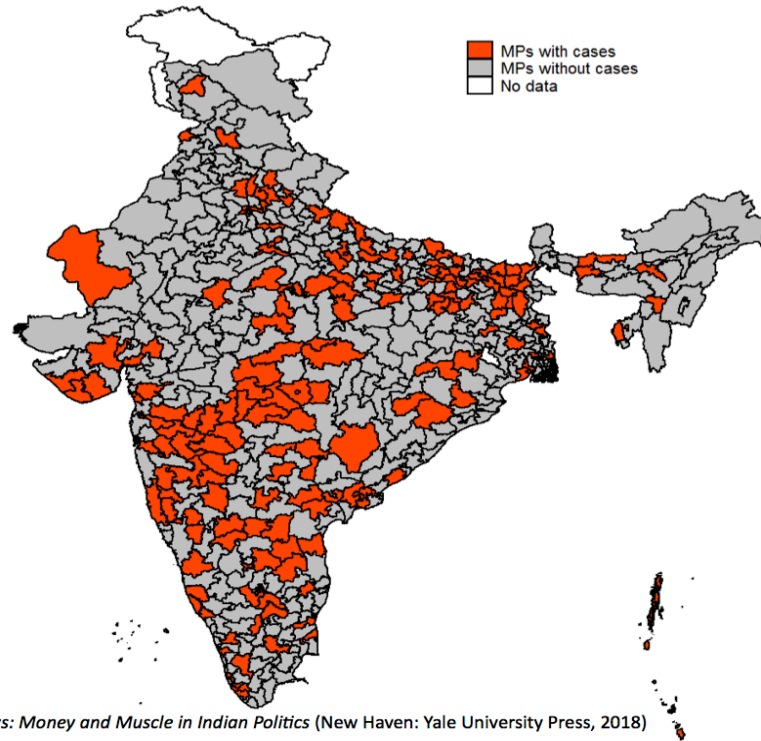 MPs with cases
MPs without cases
No data
s: Money and Muscle in Indian Politics (New Haven: Yale University Press, 2018)